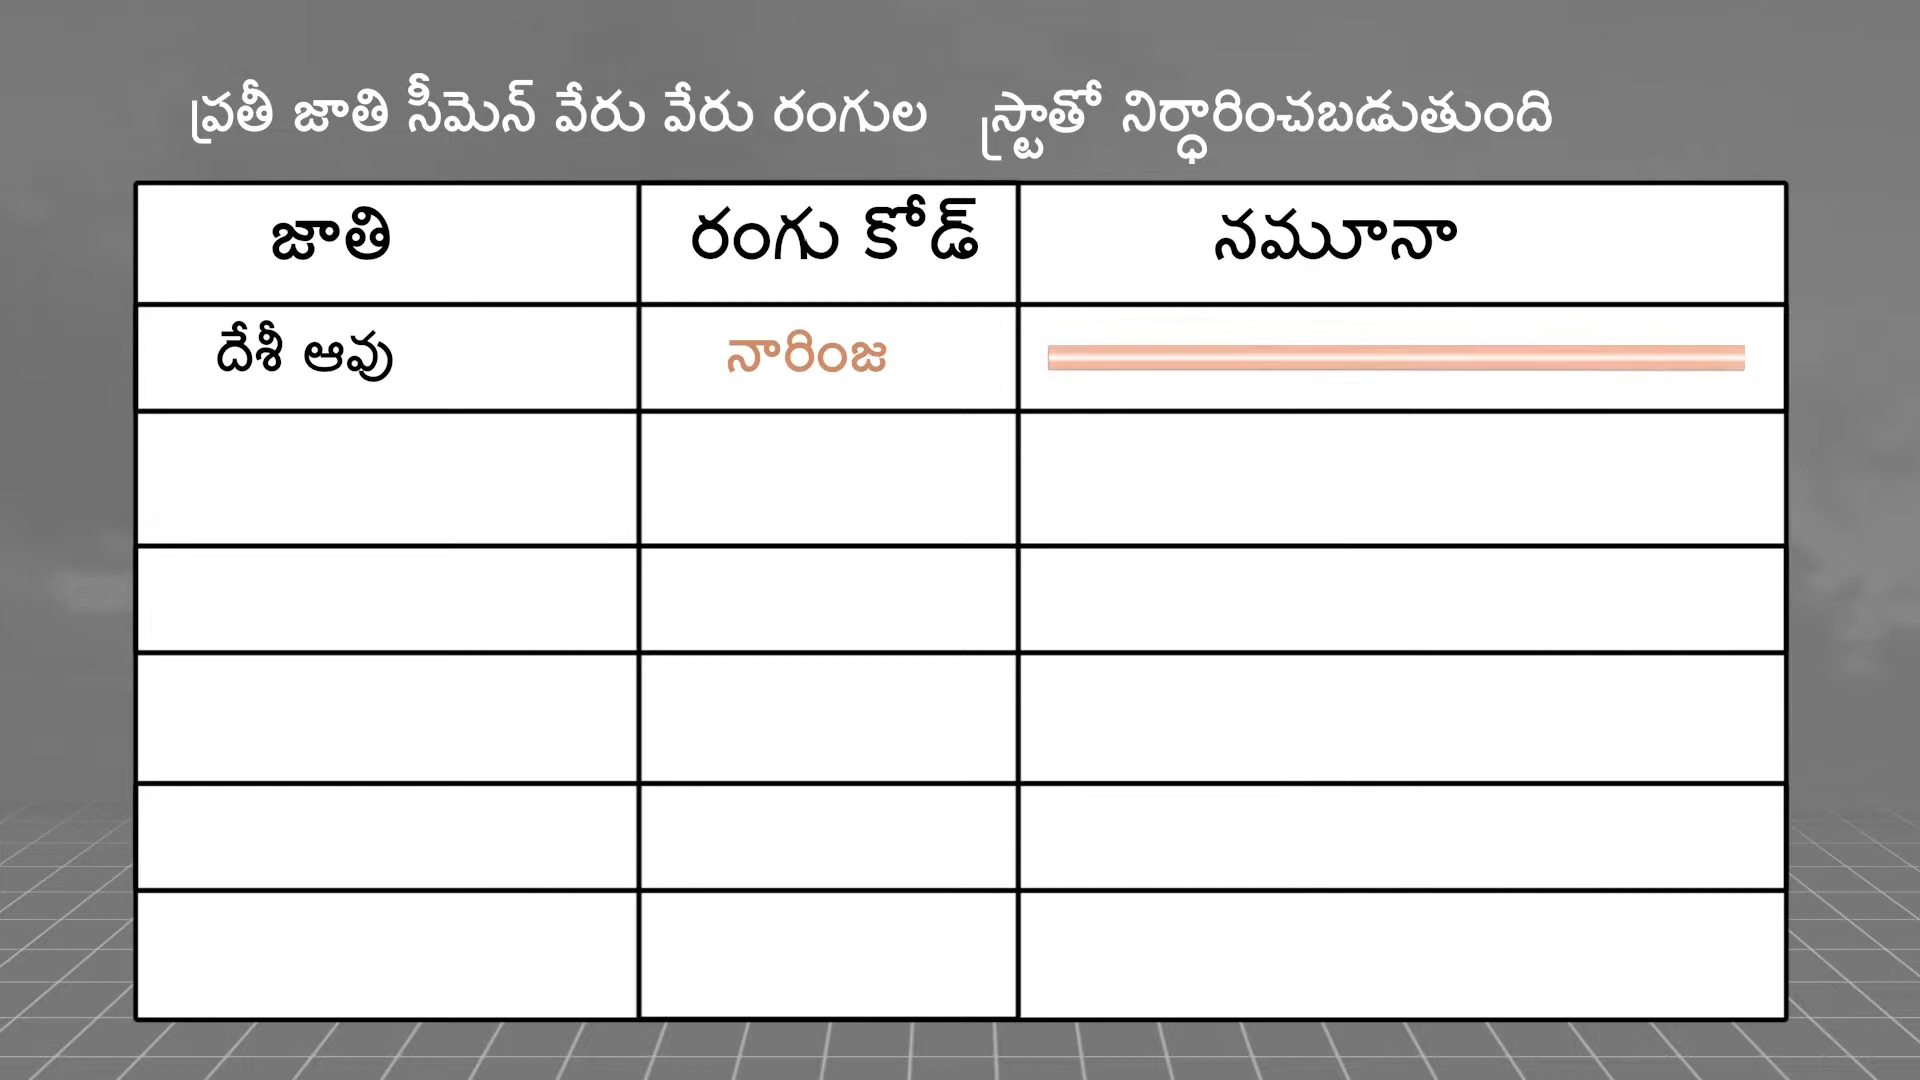 ప్రతీ జాతి సీమెన్ వేరు వేరు రంగుల స్ట్రాతో నిర్ధారించబడుతుంది
జాతి రంగు కోడ్ నమూనా
దేశీ ఆవు నారింజ